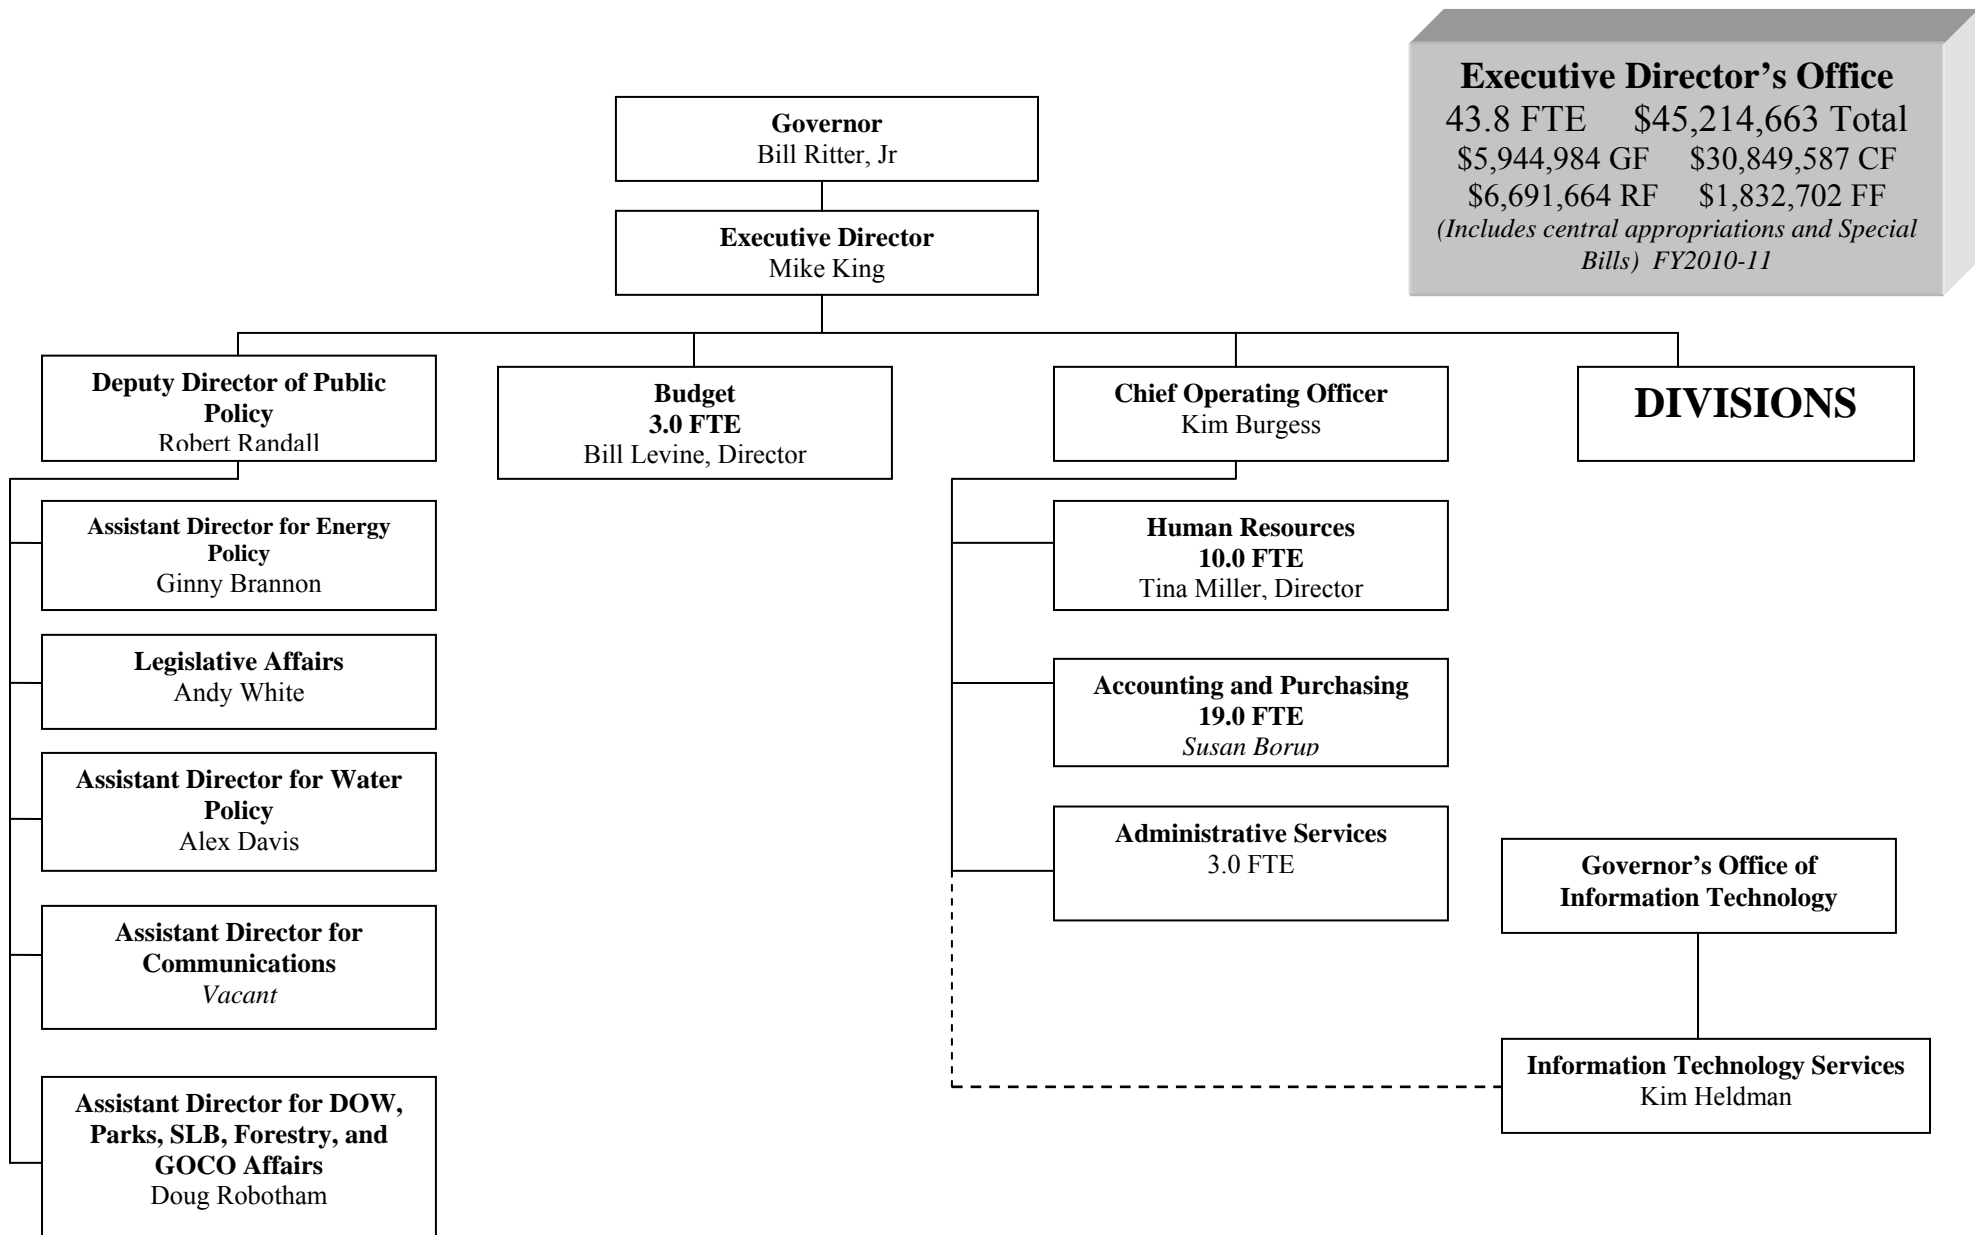 Executive Director’s Office
43.8 FTE $45,214,663 Total
$5,944,984 GF $30,849,587 CF
$6,691,664 RF $1,832,702 FF
(Includes central appropriations and Special
Bills) FY2010-11
Governor
Bill Ritter, Jr
Executive Director
Mike King
Deputy Director of Public
Policy
Robert Randall
Budget
3.0 FTE
Bill Levine, Director
Chief Operating Officer
Kim Burgess
DIVISIONS
Assistant Director for Energy
Policy
Ginny Brannon
Legislative Affairs
Andy White
Assistant Director for Water
Policy
Alex Davis
Assistant Director for
Communications
Vacant
Assistant Director for DOW,
Parks, SLB, Forestry, and
GOCO Affairs
Doug Robotham
Human Resources
10.0 FTE
Tina Miller, Director
Accounting and Purchasing
19.0 FTE
Susan Borup
Administrative Services
3.0 FTE
Governor’s Office of
Information Technology
Information Technology Services
Kim Heldman